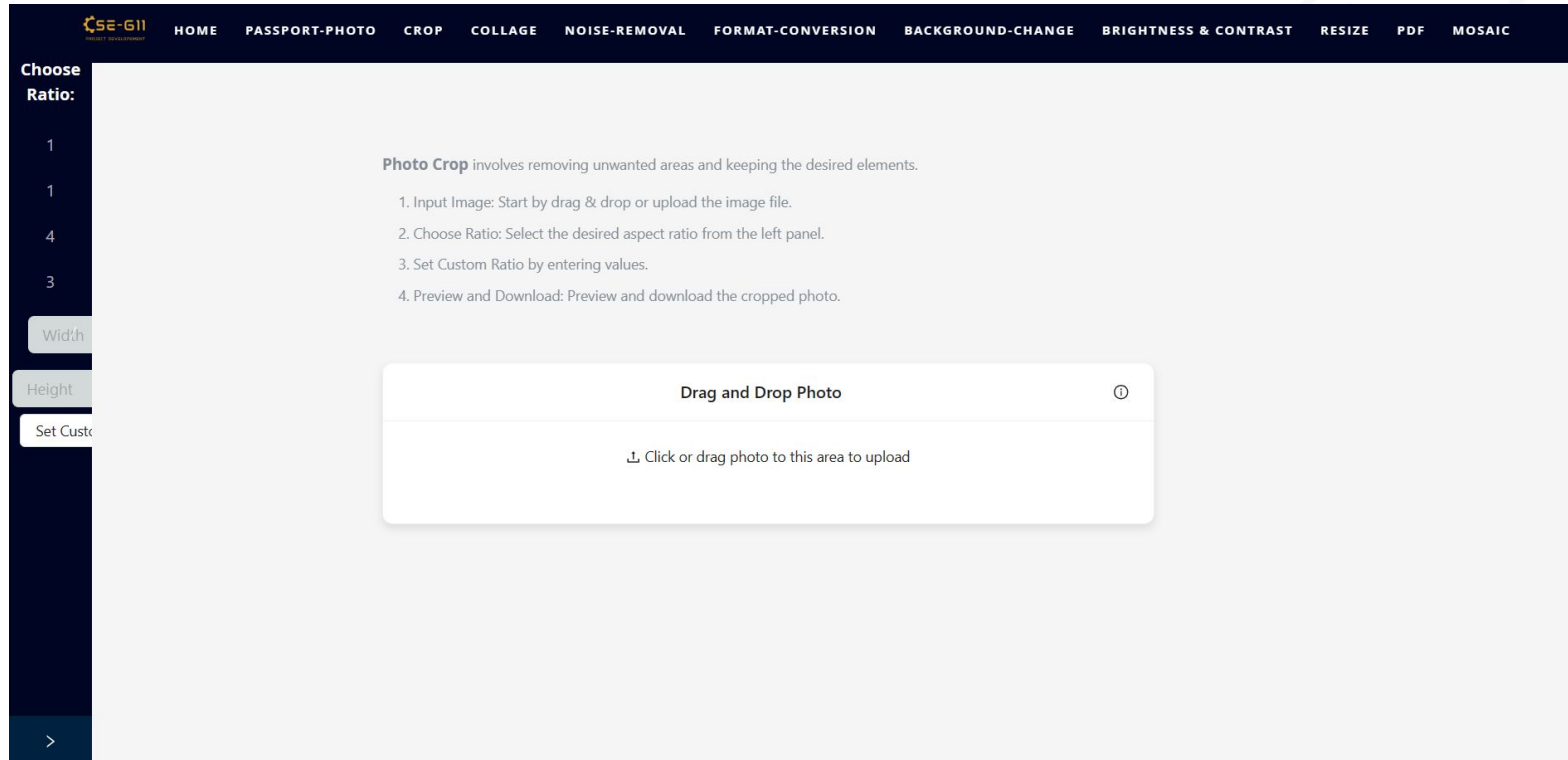 CSE-G11
PROJECT DEVELOPEMENT
HOME PASSPORT-PHOTO CROP COLLAGE NOISE-REMOVAL FORMAT-CONVERSION BACKGROUND-CHANGE BRIGHTNESS & CONTRAST RESIZE PDF MOSAIC
Choose
Ratio:
1
1
4
3
Width
Height
Set Custo
Photo Crop involves removing unwanted areas and keeping the desired elements.
1. Input Image: Start by drag & drop or upload the image file.
2. Choose Ratio: Select the desired aspect ratio from the left panel.
3. Set Custom Ratio by entering values.
4. Preview and Download: Preview and download the cropped photo.
Drag and Drop Photo
Click or drag photo to this area to upload